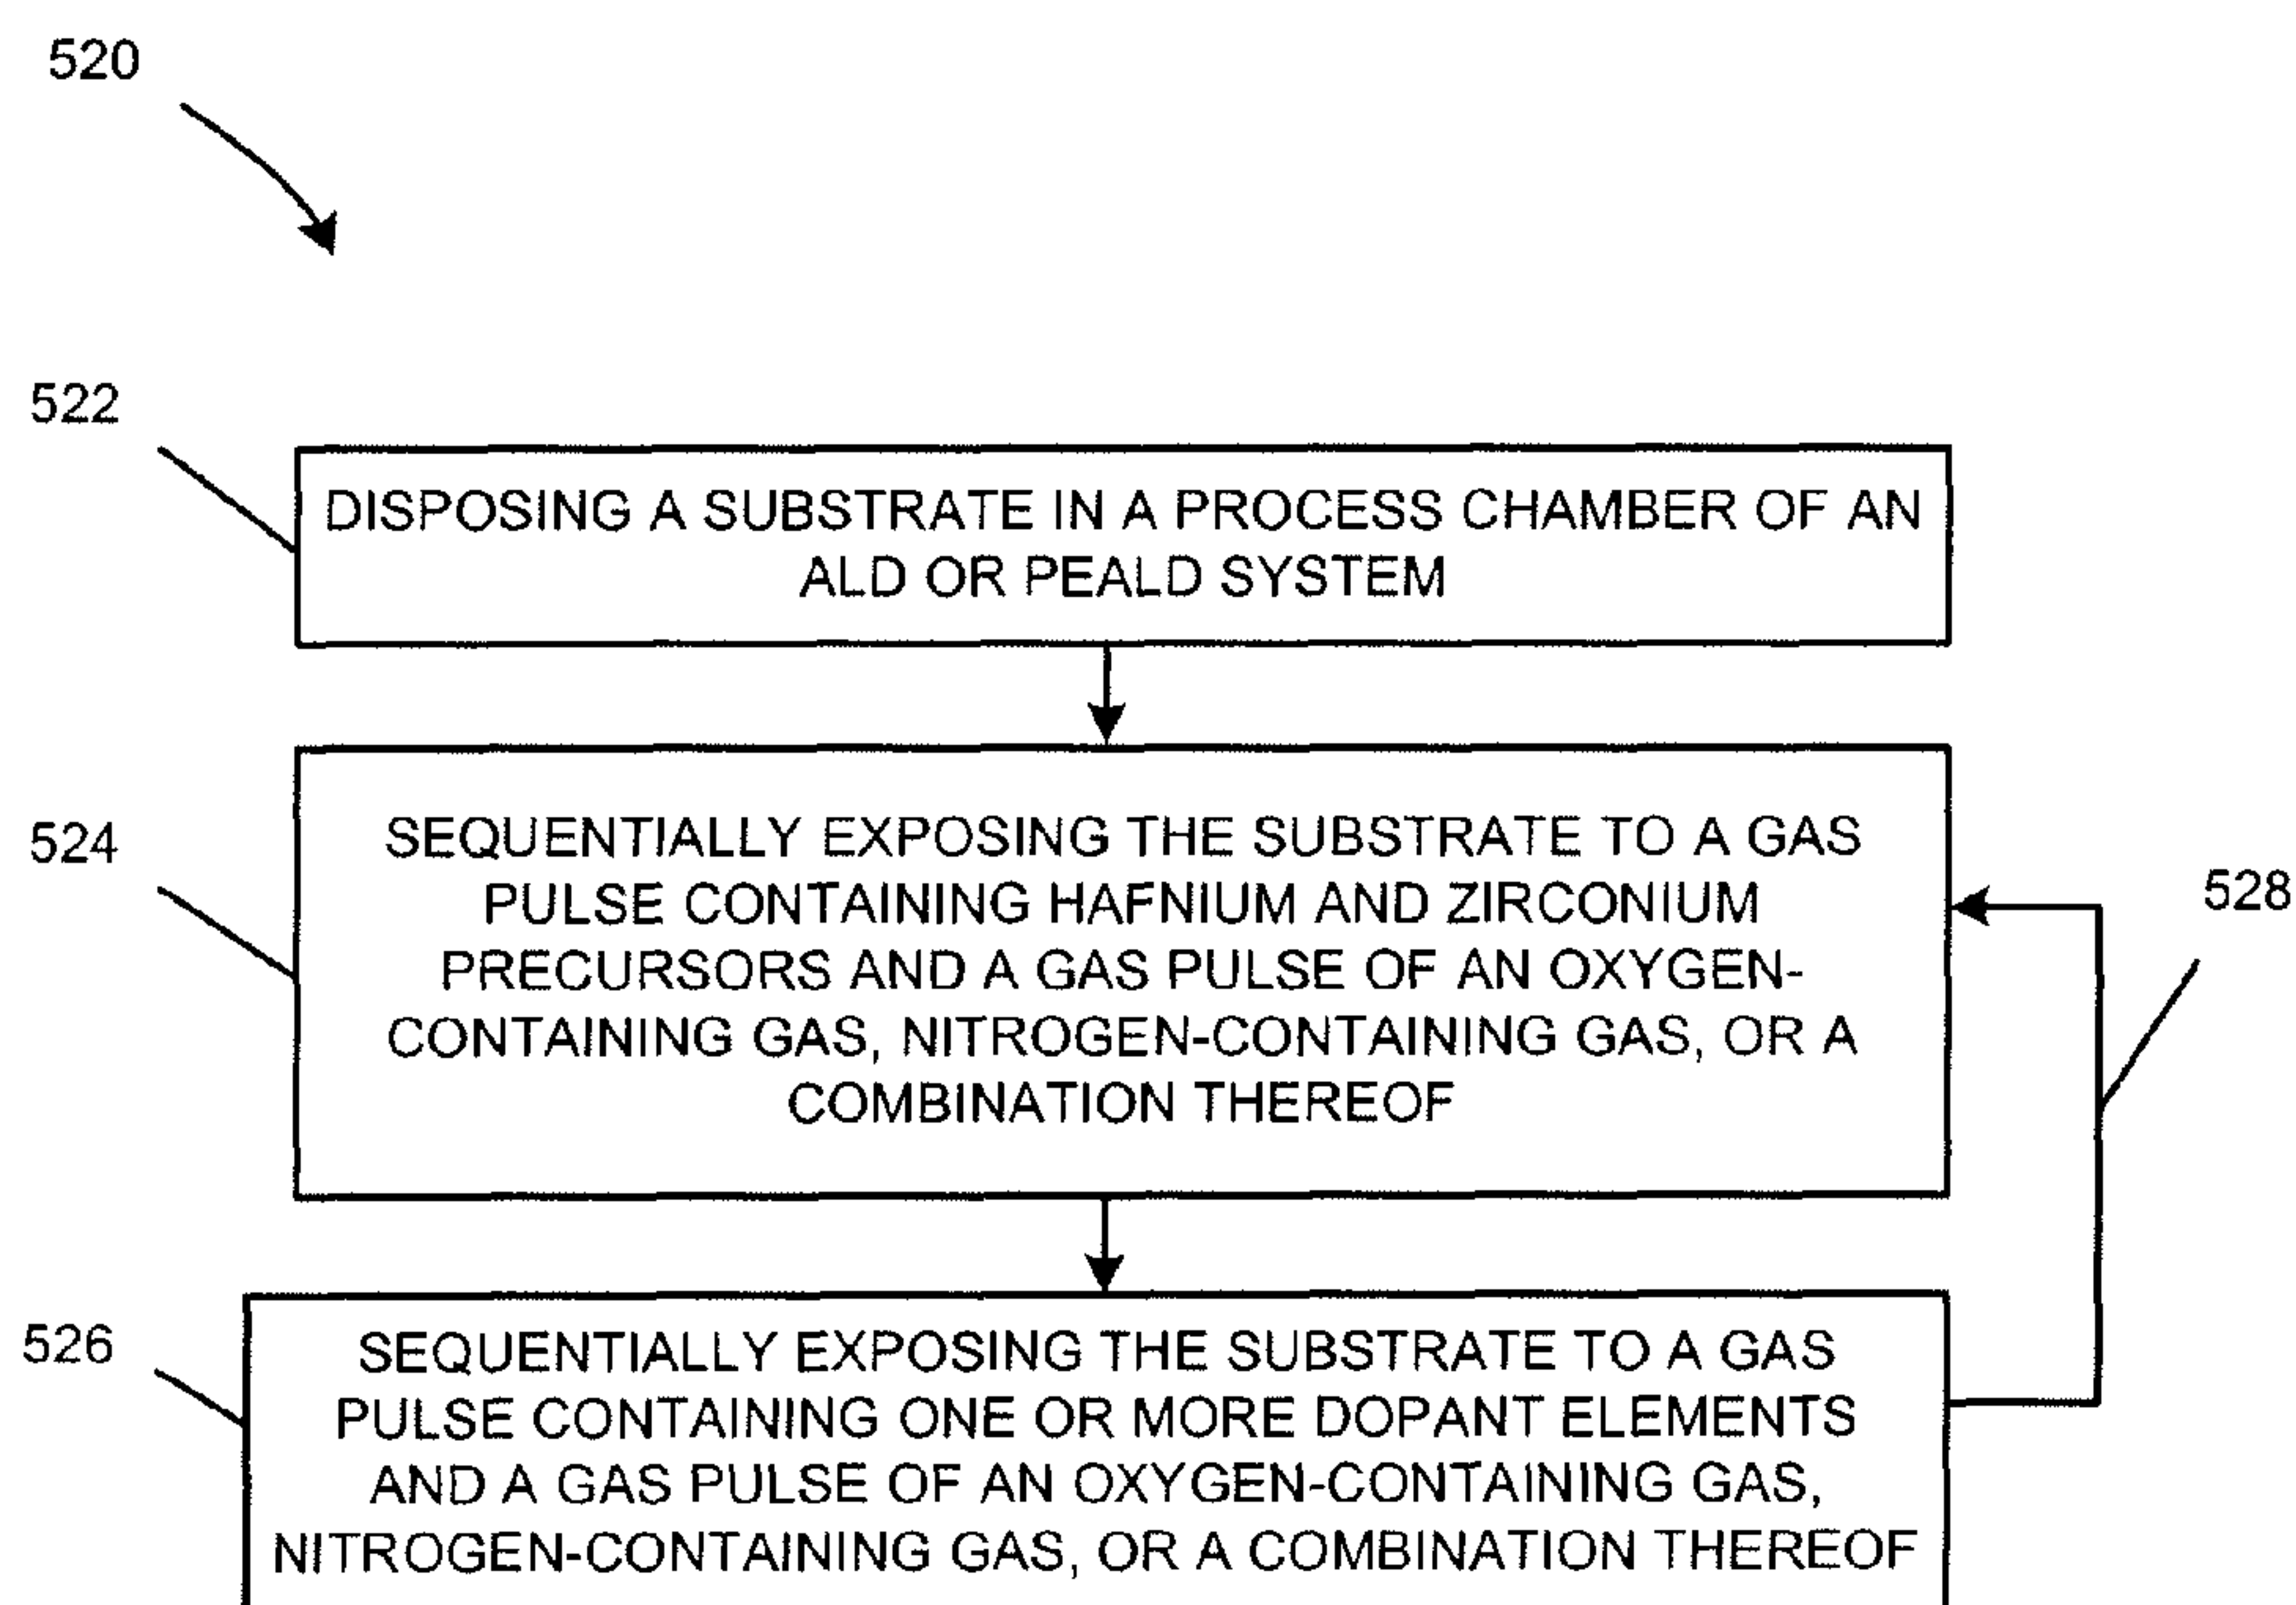 520
522
DISPOSING A SUBSTRATE IN A PROCESS CHAMBER OF AN
ALD OR PEALD SYSTEM
524
SEQUENTIALLY EXPOSING THE SUBSTRATE TO A GAS
PULSE CONTAINING HAFNIUM AND ZIRCONIUM
PRECURSORS AND A GAS PULSE OF AN OXYGEN-
CONTAINING GAS, NITROGEN-CONTAINING GAS, OR A
COMBINATION THEREOF
528
526
SEQUENTIALLY EXPOSING THE SUBSTRATE TO A GAS
PULSE CONTAINING ONE OR MORE DOPANT ELEMENTS
AND A GAS PULSE OF AN OXYGEN-CONTAINING GAS,
NITROGEN-CONTAINING GAS, OR A COMBINATION THEREOF